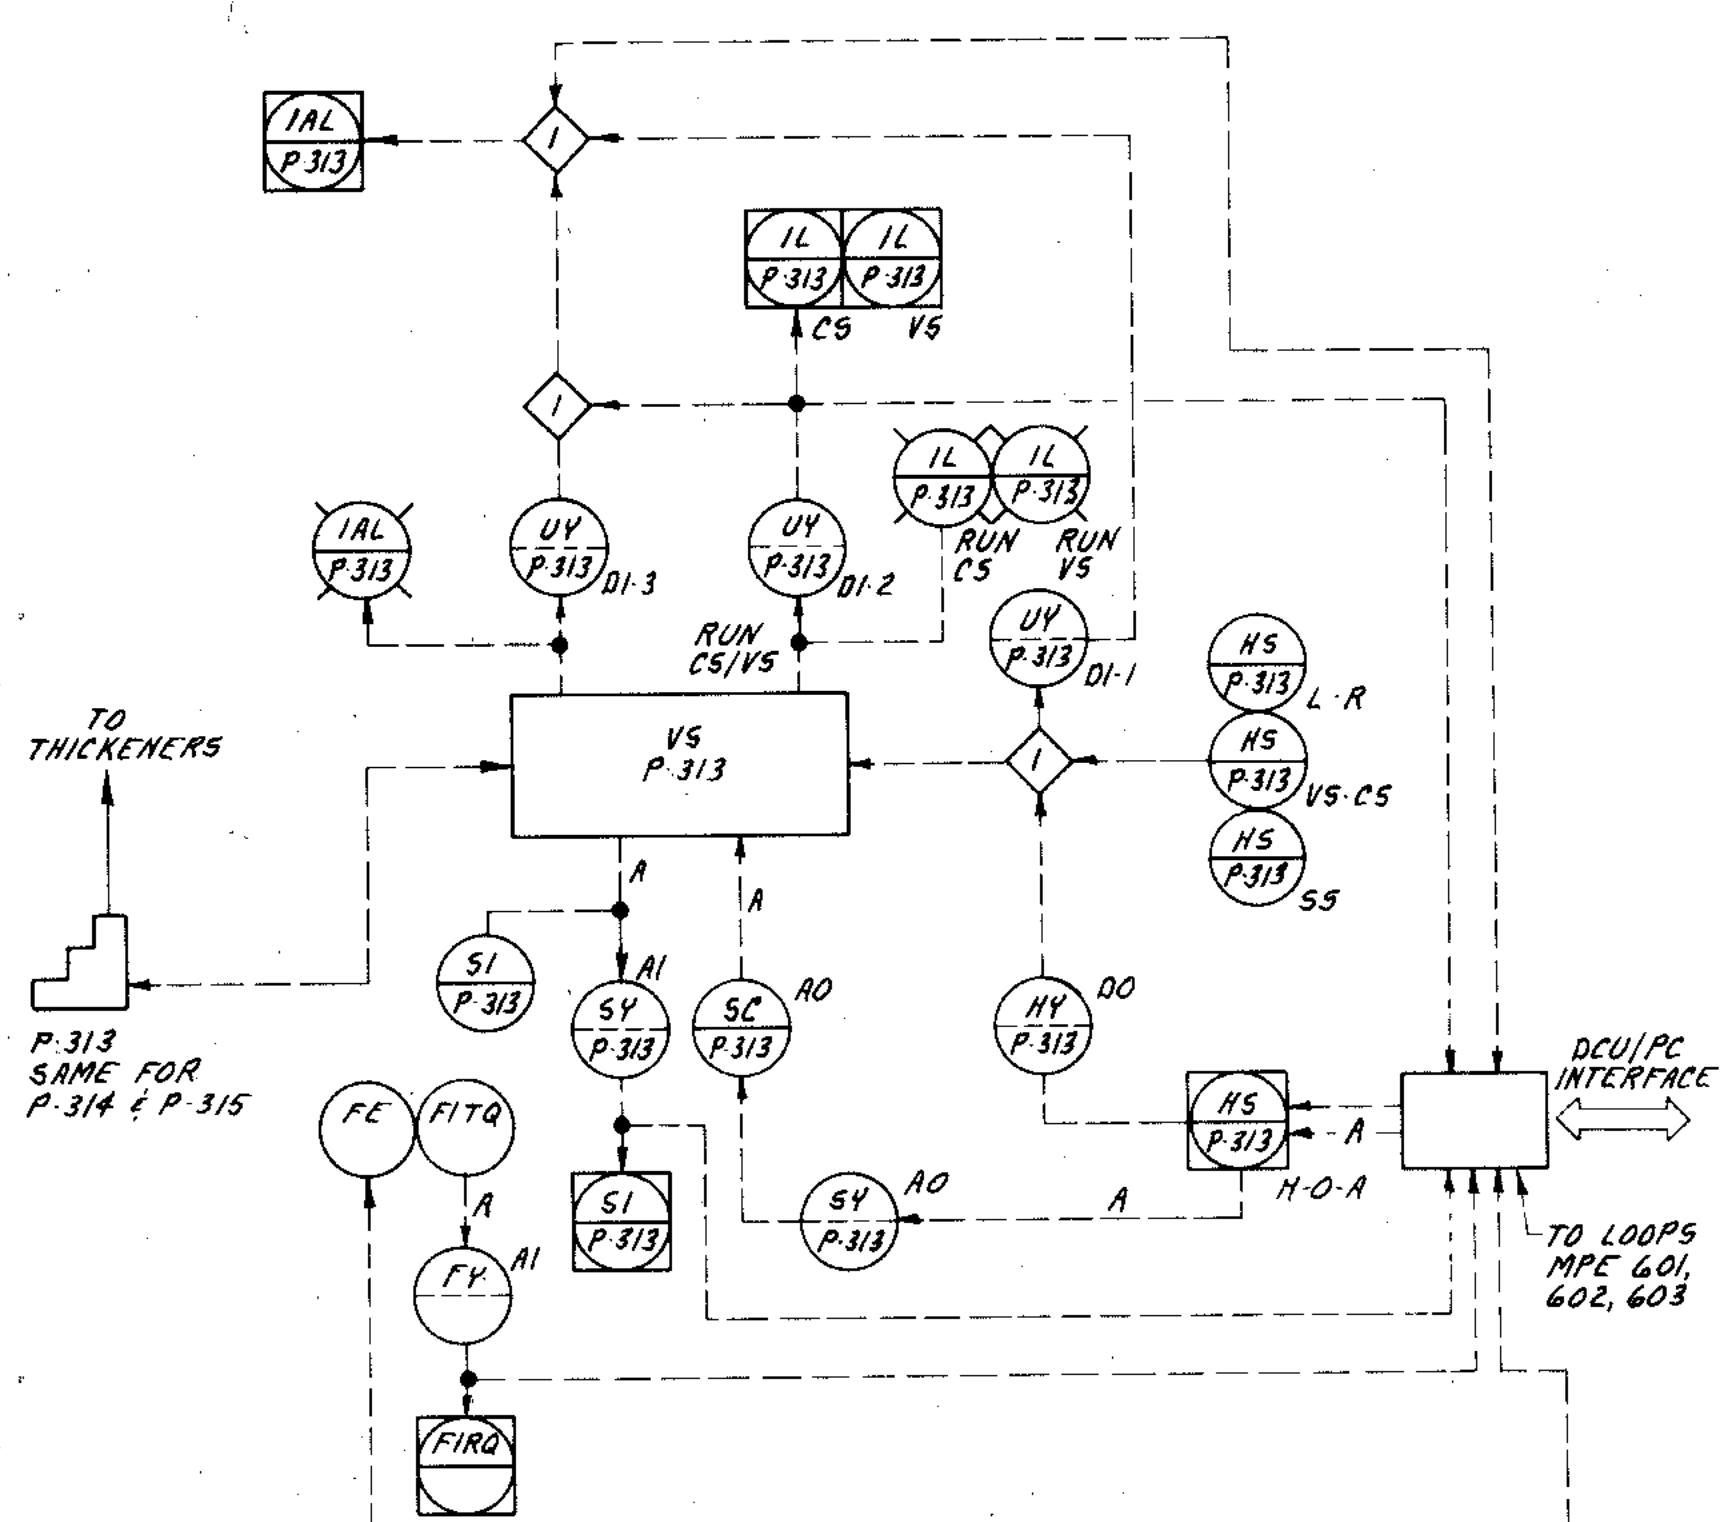 I
IAL
P-313
IL
P-313
IL
P-313
CS
VS
I
IL
P-313
IL
P-313
RUN
CS
RUN
VS
IAL
P-313
UY
P-313
DI-3
UY
P-313
DI-2
RUN
CS/VS
UY
P-313
DI-1
HS
P-313
L-R
HS
P-313
VS-CS
HS
P-313
SS
TO
THICKENERS
VS
P-313
I
A
A
SI
P-313
AI
SY
P-313
SC
P-313
AO
HY
P-313
DO
P-313
SAME FOR
P-314 & P-315
DCU/PC
INTERFACE
FE
FITQ
HS
P-313
A
H-O-A
A
SI
P-313
SY
P-313
AO
A
FY
AI
TO LOOPS
MPE 601,
602, 603
FIRQ